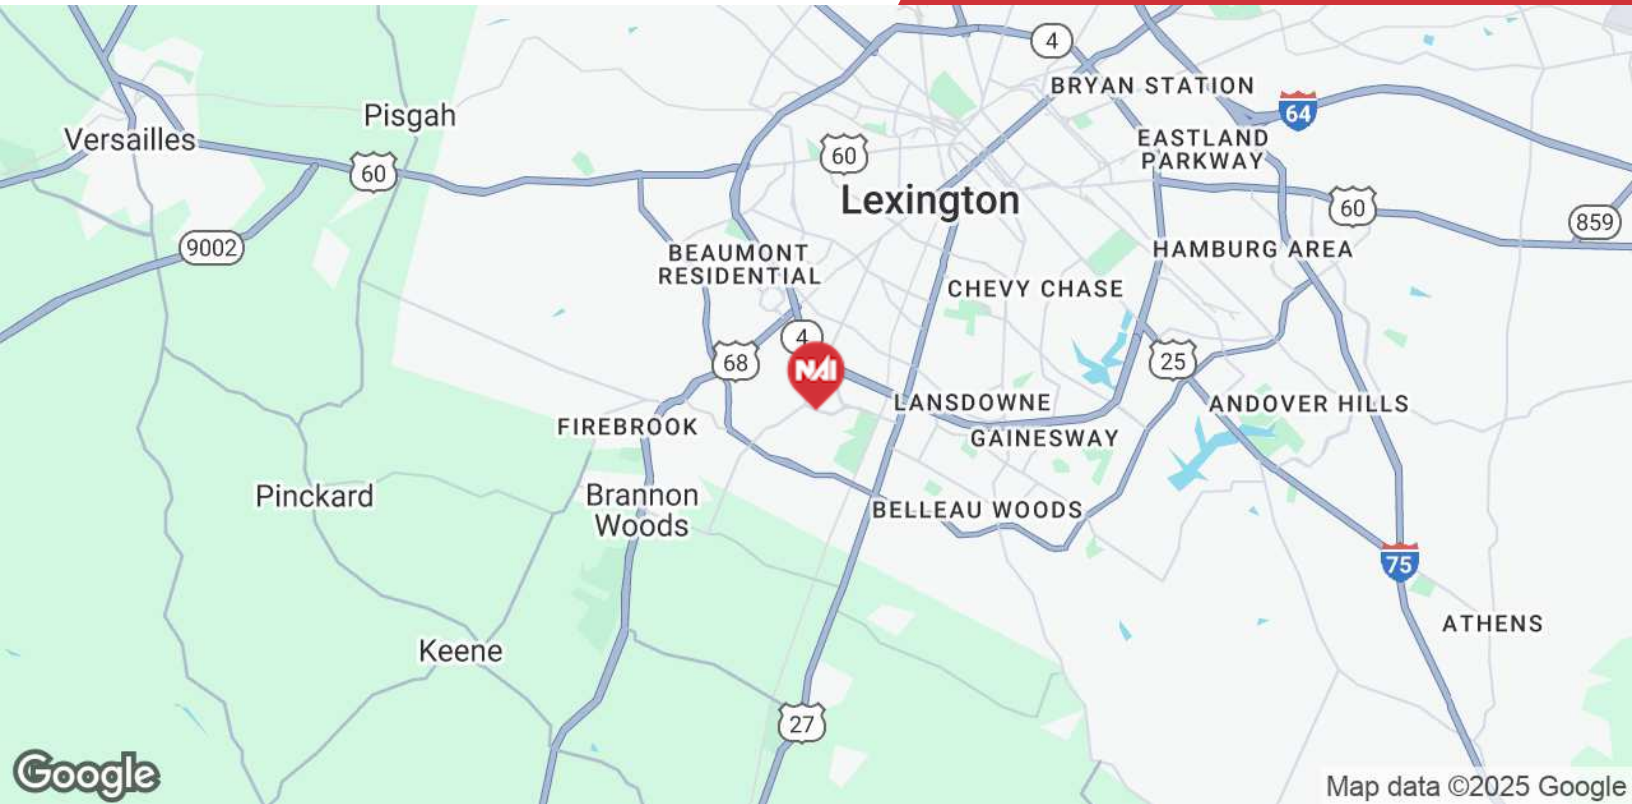 4
BRYAN STATION
64
Pisgah
Versailles
EASTLAND
PARKWAY
60
60
Lexington
60
859
9002
BEAUMONT
RESIDENTIAL
HAMBURG AREA
CHEVY CHASE
4
68
NAI
25
LANSDOWNE
ANDOVER HILLS
FIREBROOK
GAINESWAY
Pinckard
Brannon
Woods
BELLEAU WOODS
75
ATHENS
Keene
27
Google
Map data ©2025 Google